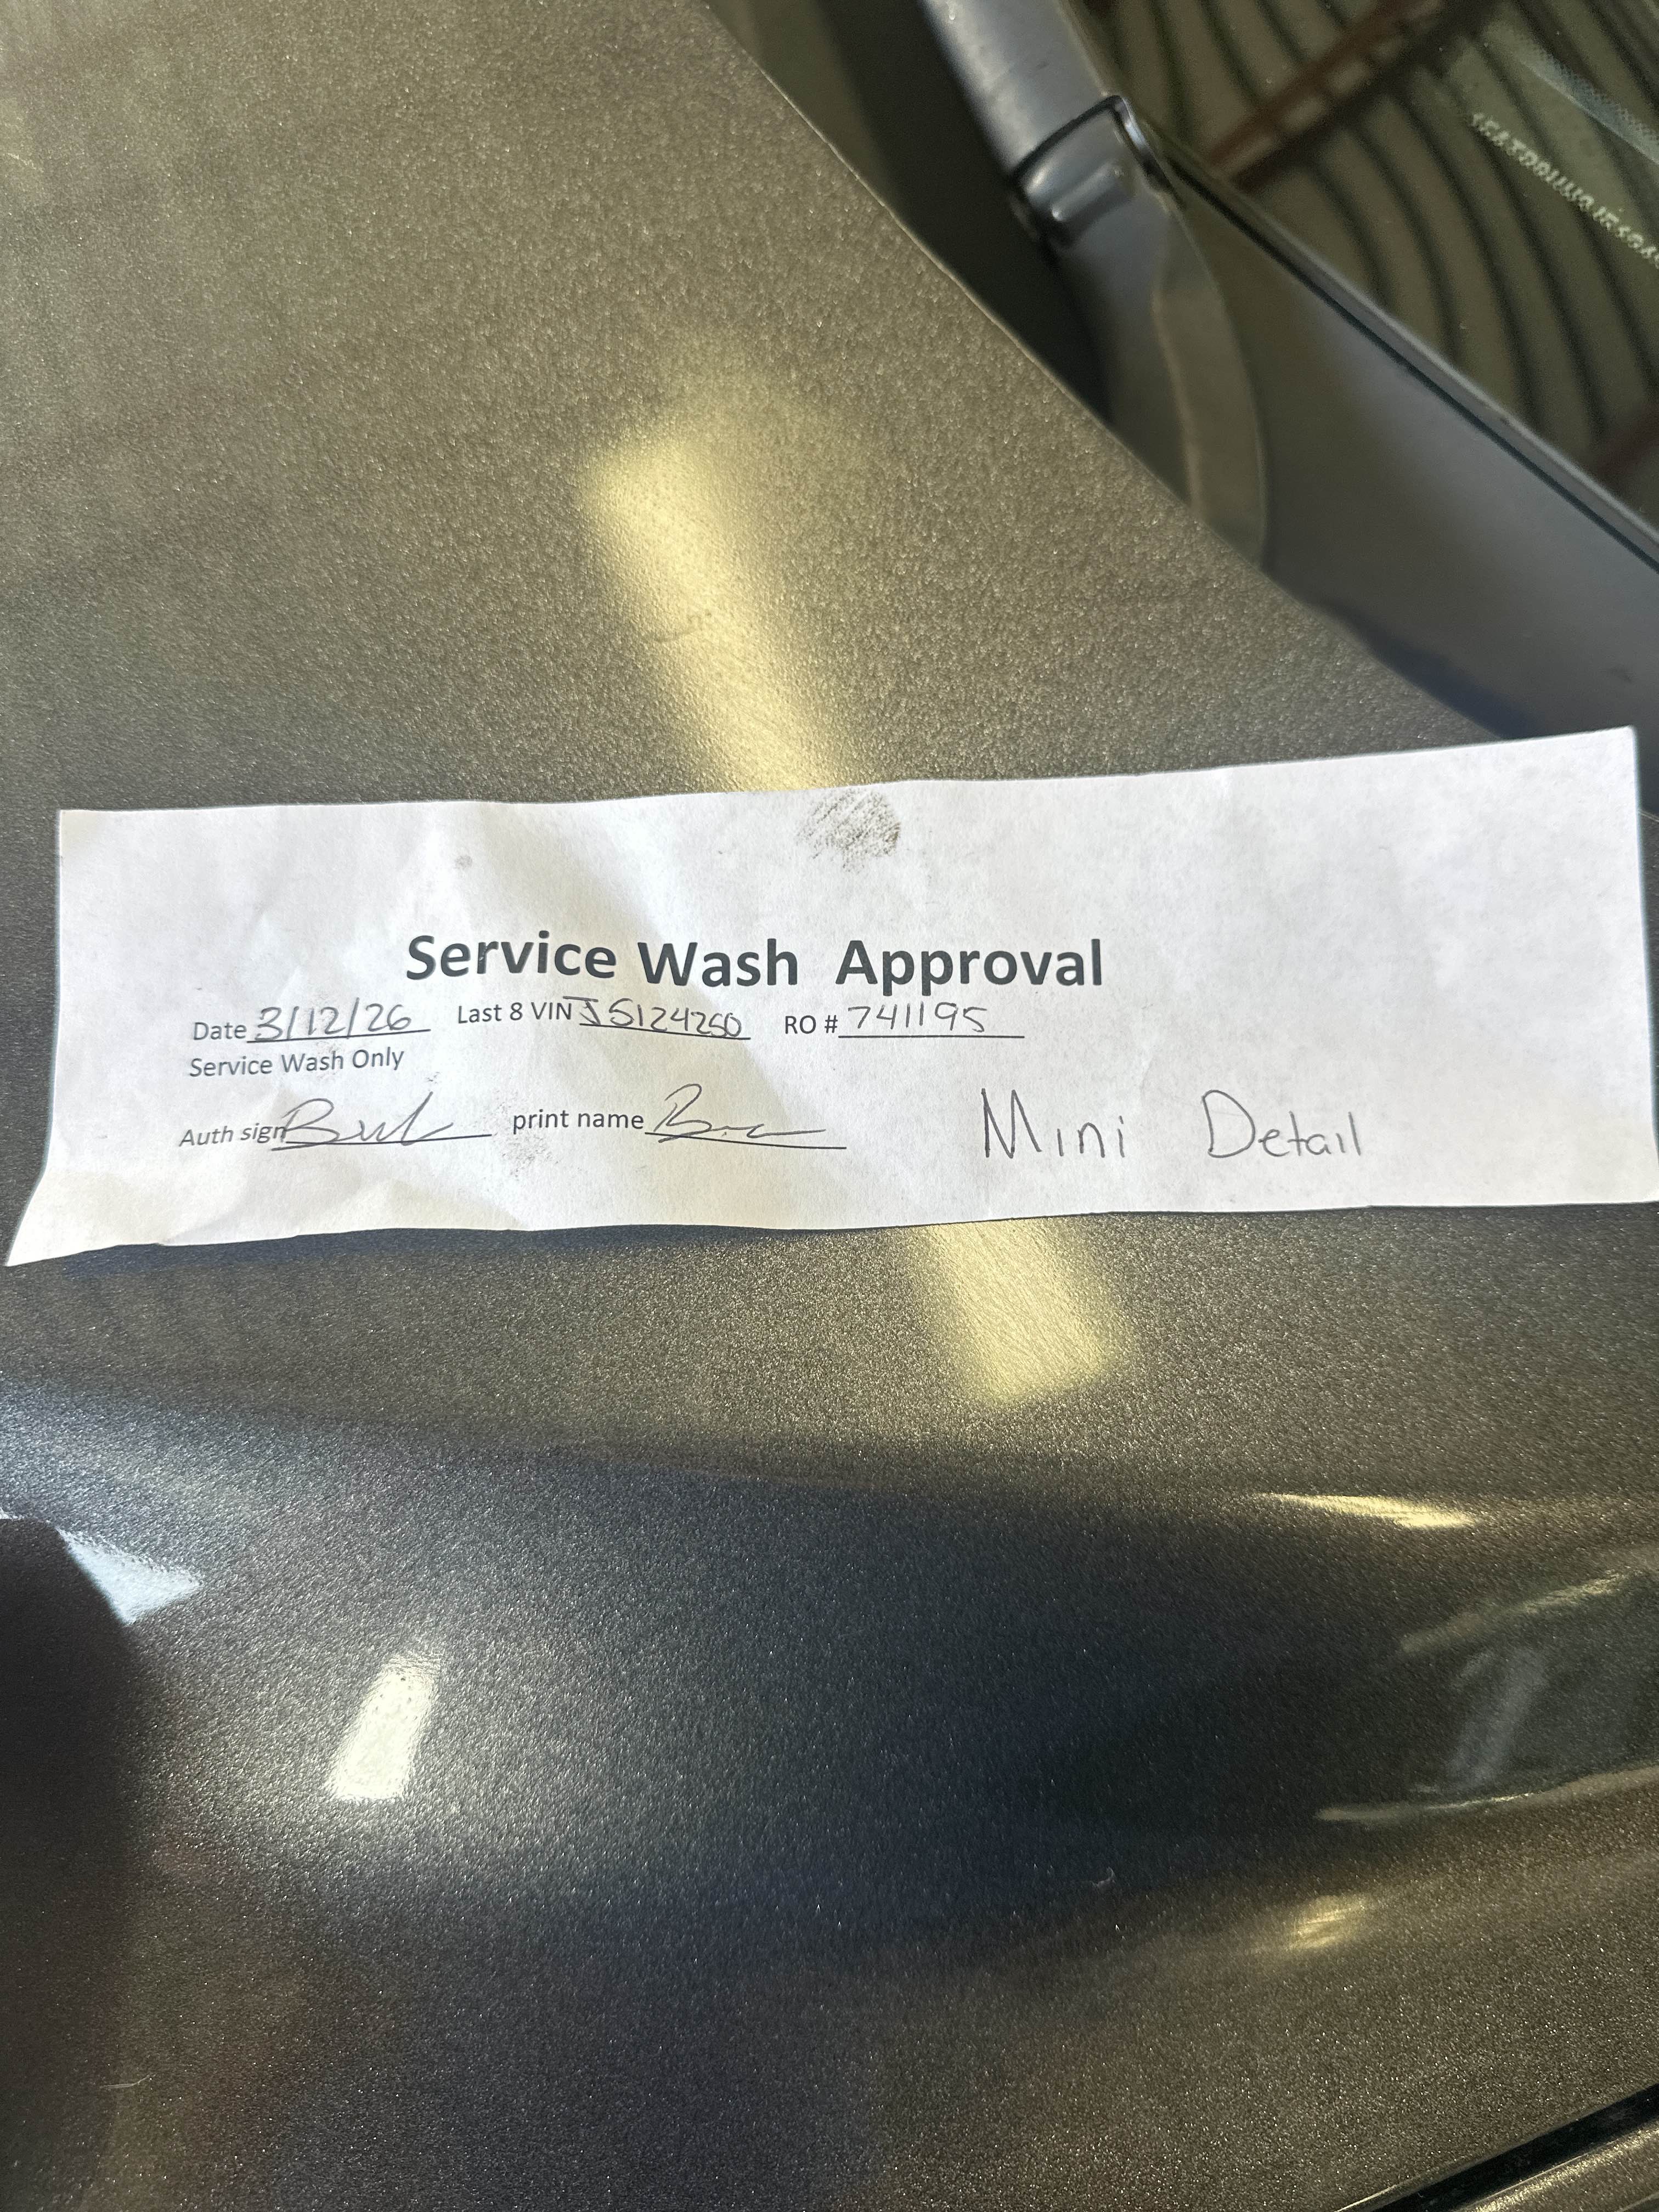 Service Wash Approval
Date 3/12/26 Last 8 VIN JS124250 RO # 741195
Service Wash Only
Auth sign print name Mini Detail